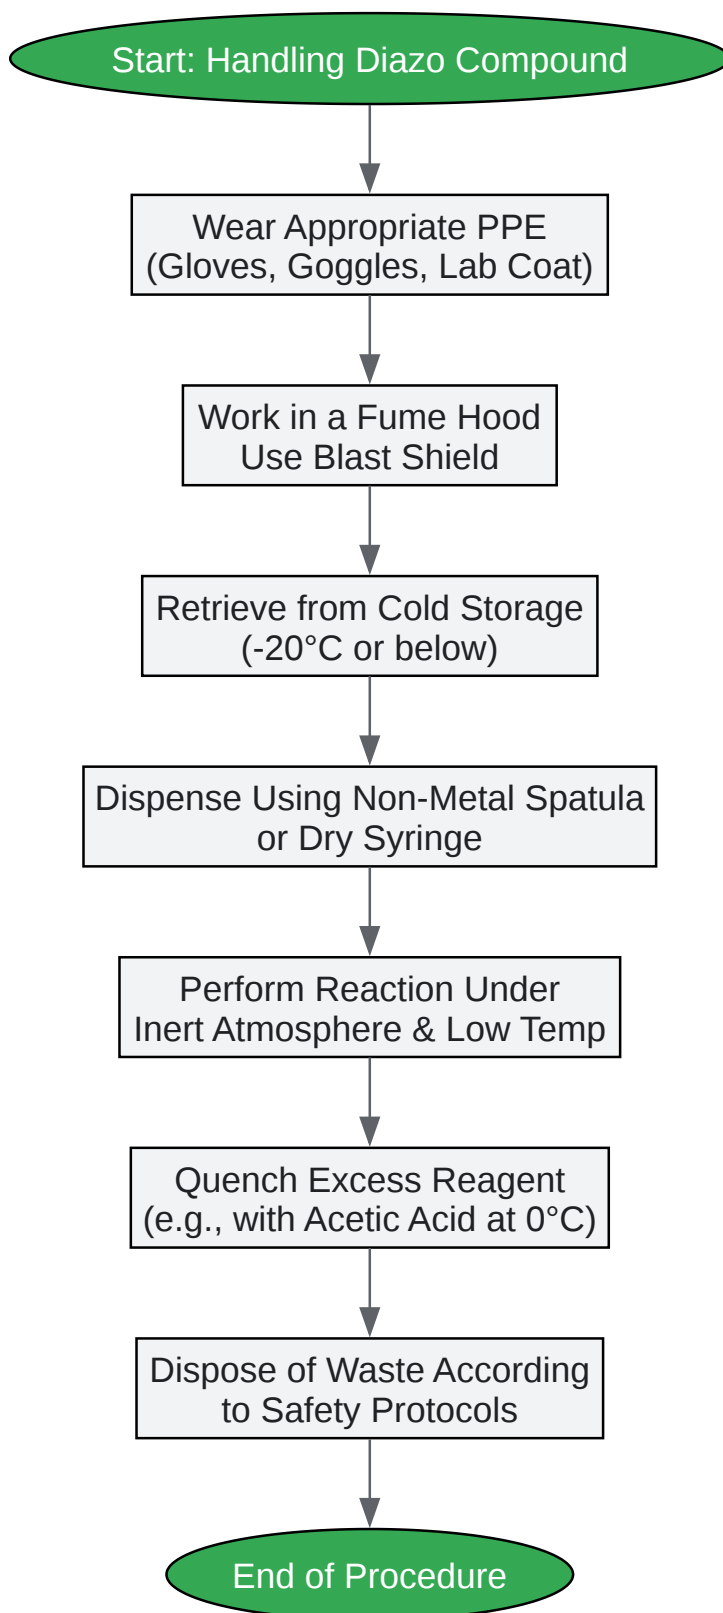 Start: Handling Diazo Compound
Wear Appropriate PPE
(Gloves, Goggles, Lab Coat)
Work in a Fume Hood
Use Blast Shield
Retrieve from Cold Storage
(-20°C or below)
Dispense Using Non-Metal Spatula
or Dry Syringe
Perform Reaction Under
Inert Atmosphere & Low Temp
Quench Excess Reagent
(e.g., with Acetic Acid at 0°C)
Dispose of Waste According
to Safety Protocols
End of Procedure